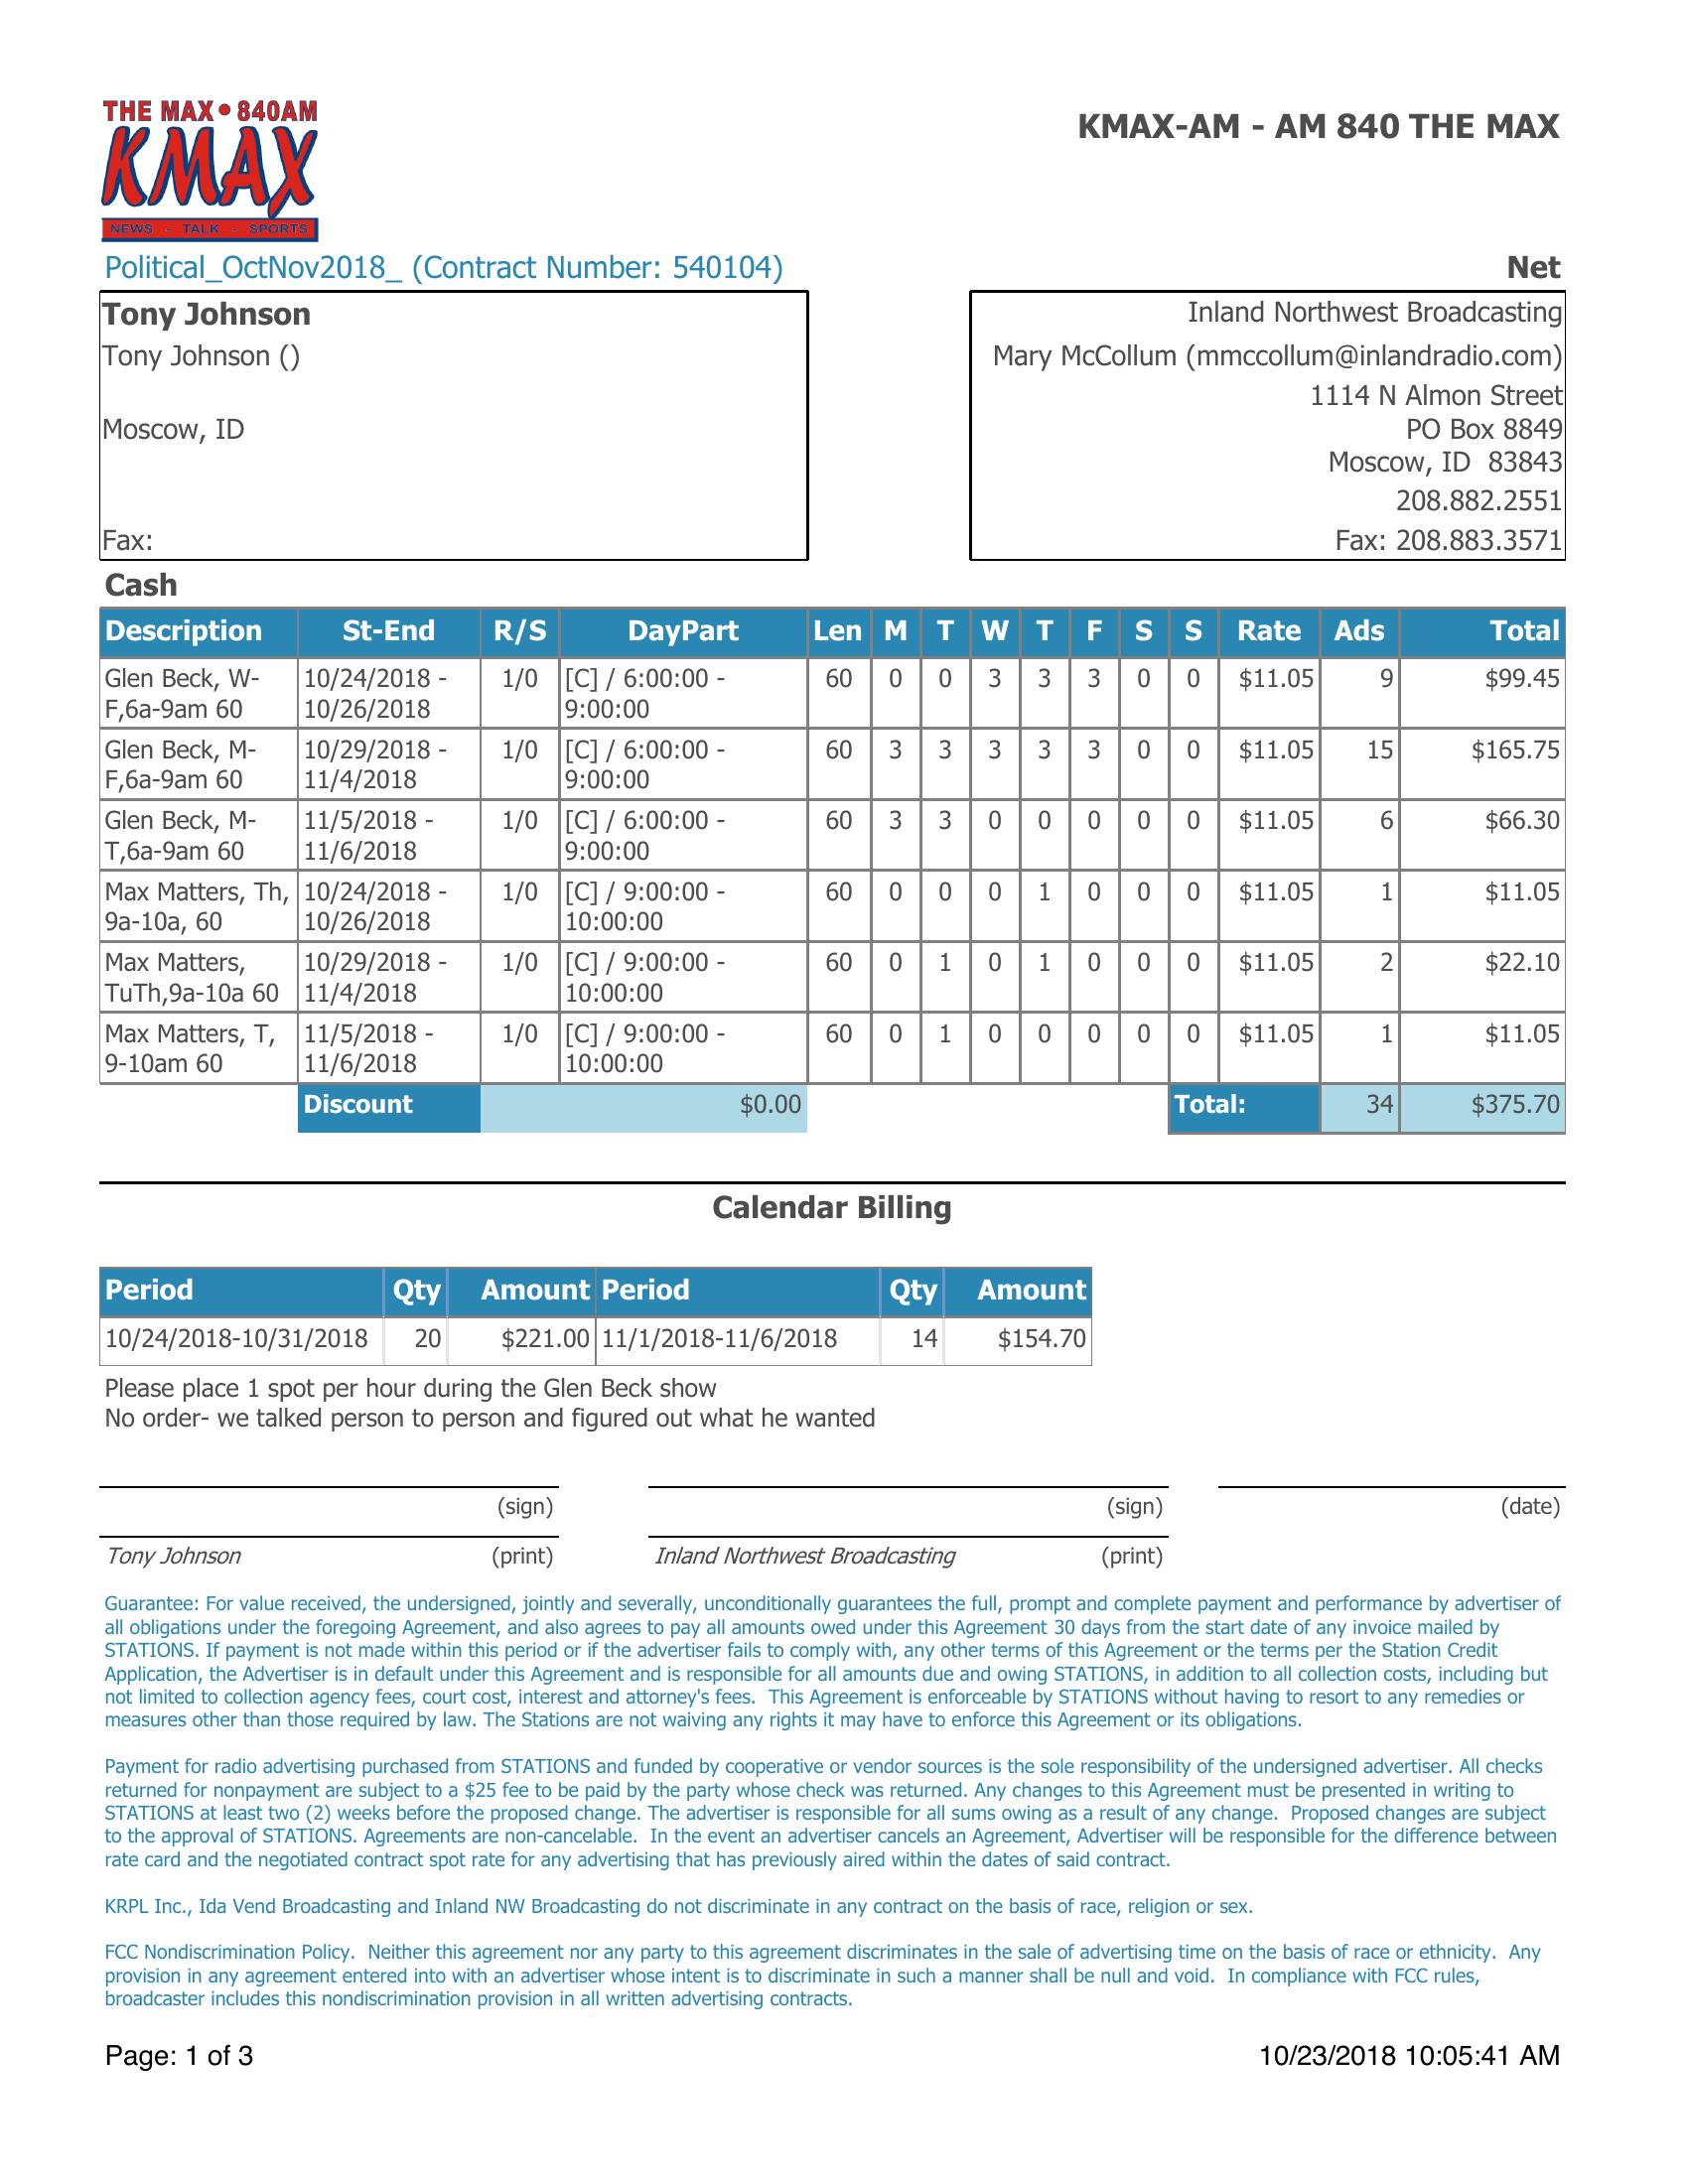 THE MAX • 840AM
KMAX
NEWS - TALK - SPORTS
KMAX-AM - AM 840 THE MAX
Political_OctNov2018_ (Contract Number: 540104) Net
Tony Johnson
Tony Johnson ()
Moscow, ID
Fax:
Inland Northwest Broadcasting
Mary McCollum (mmccollum@inlandradio.com)
1114 N Almon Street
PO Box 8849
Moscow, ID 83843
208.882.2551
Fax: 208.883.3571
Cash
Description St-End R/S DayPart Len M T W T F S S Rate Ads Total
Glen Beck, W- 10/24/2018 - 1/0 [C] / 6:00:00 - 60 0 0 3 3 3 0 0 $11.05 9 $99.45
F,6a-9am 60 10/26/2018 9:00:00
Glen Beck, M- 10/29/2018 - 1/0 [C] / 6:00:00 - 60 3 3 3 3 3 0 0 $11.05 15 $165.75
F,6a-9am 60 11/4/2018 9:00:00
Glen Beck, M- 11/5/2018 - 1/0 [C] / 6:00:00 - 60 3 3 0 0 0 0 0 $11.05 6 $66.30
T,6a-9am 60 11/6/2018 9:00:00
Max Matters, Th, 10/24/2018 - 1/0 [C] / 9:00:00 - 60 0 0 0 1 0 0 0 $11.05 1 $11.05
9a-10a, 60 10/26/2018 10:00:00
Max Matters, 10/29/2018 - 1/0 [C] / 9:00:00 - 60 0 1 0 1 0 0 0 $11.05 2 $22.10
TuTh,9a-10a 60 11/4/2018 10:00:00
Max Matters, T, 11/5/2018 - 1/0 [C] / 9:00:00 - 60 0 1 0 0 0 0 0 $11.05 1 $11.05
9-10am 60 11/6/2018 10:00:00
Discount $0.00 Total: 34 $375.70
Calendar Billing
Period Qty Amount Period Qty Amount
10/24/2018-10/31/2018 20 $221.00 11/1/2018-11/6/2018 14 $154.70
Please place 1 spot per hour during the Glen Beck show
No order- we talked person to person and figured out what he wanted
(sign) (sign) (date)
Tony Johnson (print) Inland Northwest Broadcasting (print)
Guarantee: For value received, the undersigned, jointly and severally, unconditionally guarantees the full, prompt and complete payment and performance by advertiser of
all obligations under the foregoing Agreement, and also agrees to pay all amounts owed under this Agreement 30 days from the start date of any invoice mailed by
STATIONS. If payment is not made within this period or if the advertiser fails to comply with, any other terms of this Agreement or the terms per the Station Credit
Application, the Advertiser is in default under this Agreement and is responsible for all amounts due and owing STATIONS, in addition to all collection costs, including but
not limited to collection agency fees, court cost, interest and attorney's fees. This Agreement is enforceable by STATIONS without having to resort to any remedies or
measures other than those required by law. The Stations are not waiving any rights it may have to enforce this Agreement or its obligations.
Payment for radio advertising purchased from STATIONS and funded by cooperative or vendor sources is the sole responsibility of the undersigned advertiser. All checks
returned for nonpayment are subject to a $25 fee to be paid by the party whose check was returned. Any changes to this Agreement must be presented in writing to
STATIONS at least two (2) weeks before the proposed change. The advertiser is responsible for all sums owing as a result of any change. Proposed changes are subject
to the approval of STATIONS. Agreements are non-cancelable. In the event an advertiser cancels an Agreement, Advertiser will be responsible for the difference between
rate card and the negotiated contract spot rate for any advertising that has previously aired within the dates of said contract.
KRPL Inc., Ida Vend Broadcasting and Inland NW Broadcasting do not discriminate in any contract on the basis of race, religion or sex.
FCC Nondiscrimination Policy. Neither this agreement nor any party to this agreement discriminates in the sale of advertising time on the basis of race or ethnicity. Any
provision in any agreement entered into with an advertiser whose intent is to discriminate in such a manner shall be null and void. In compliance with FCC rules,
broadcaster includes this nondiscrimination provision in all written advertising contracts.
Page: 1 of 3 10/23/2018 10:05:41 AM